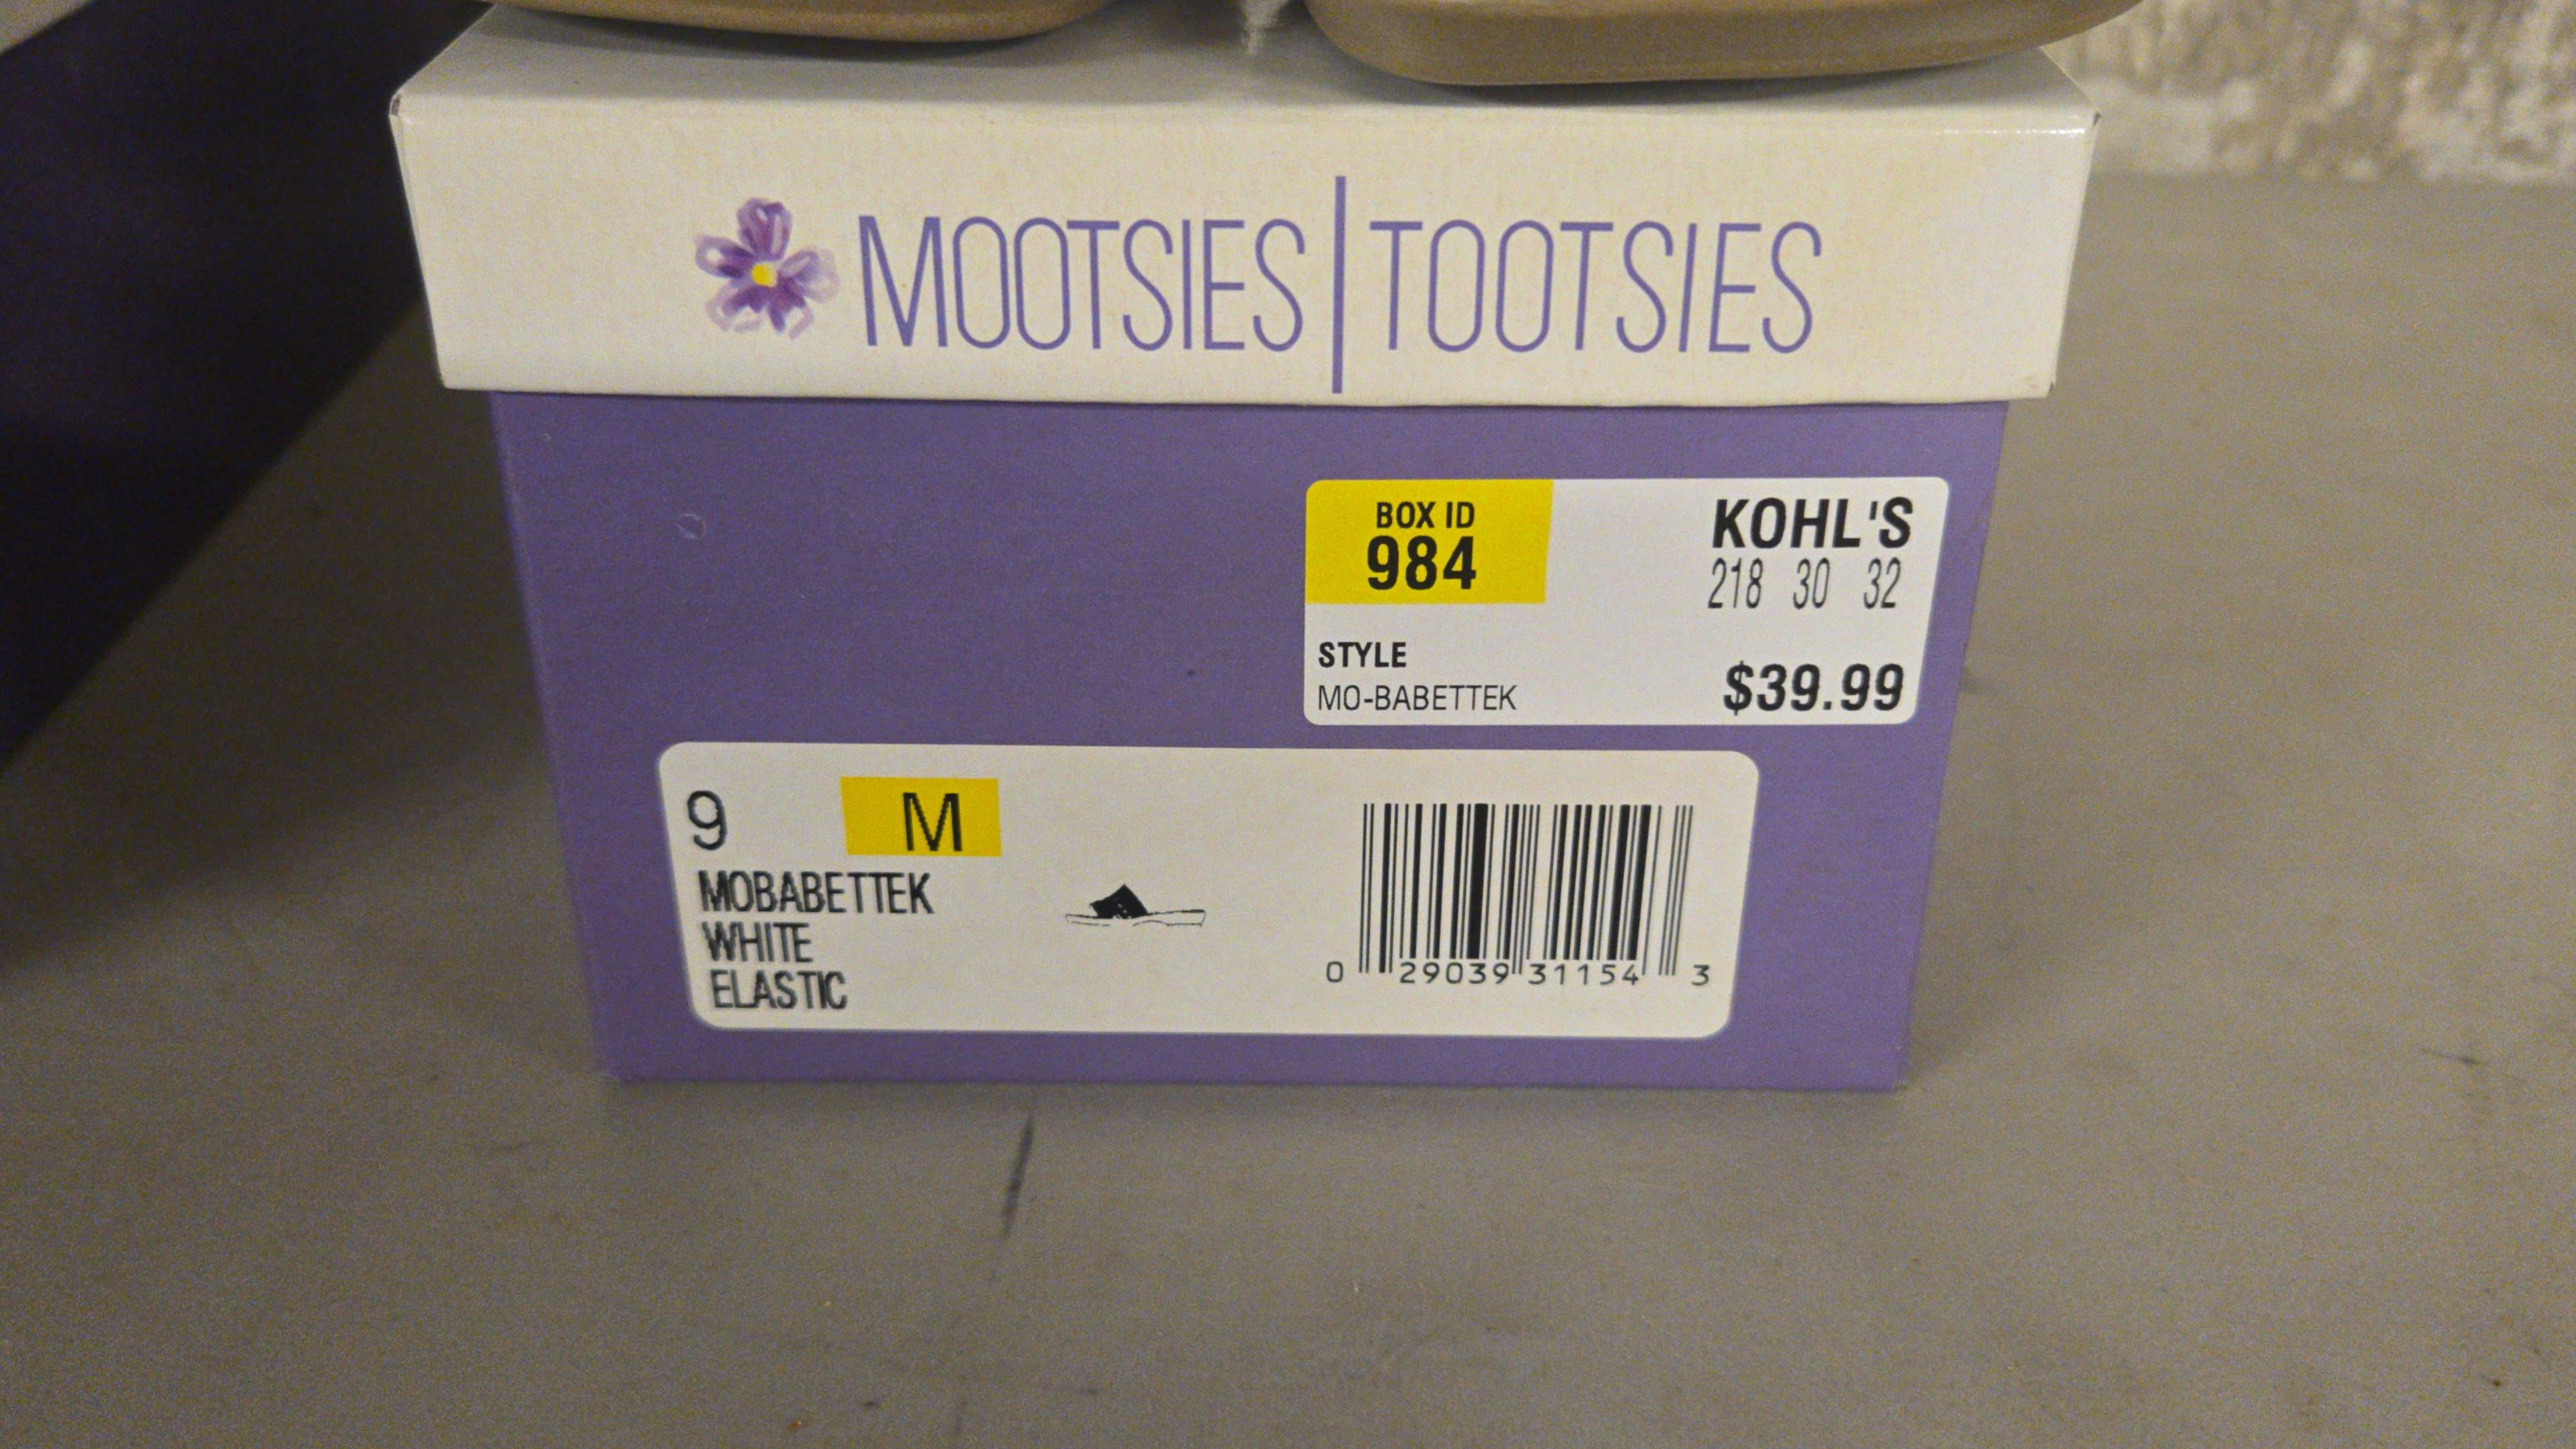 MOOTSIES|TOOTSIES
BOX ID
984
KOHL'S
218 30 32
STYLE
MO-BABETTEK
$39.99
9 M
MOBABETTEK
WHITE
ELASTIC
0 29039 31154 3